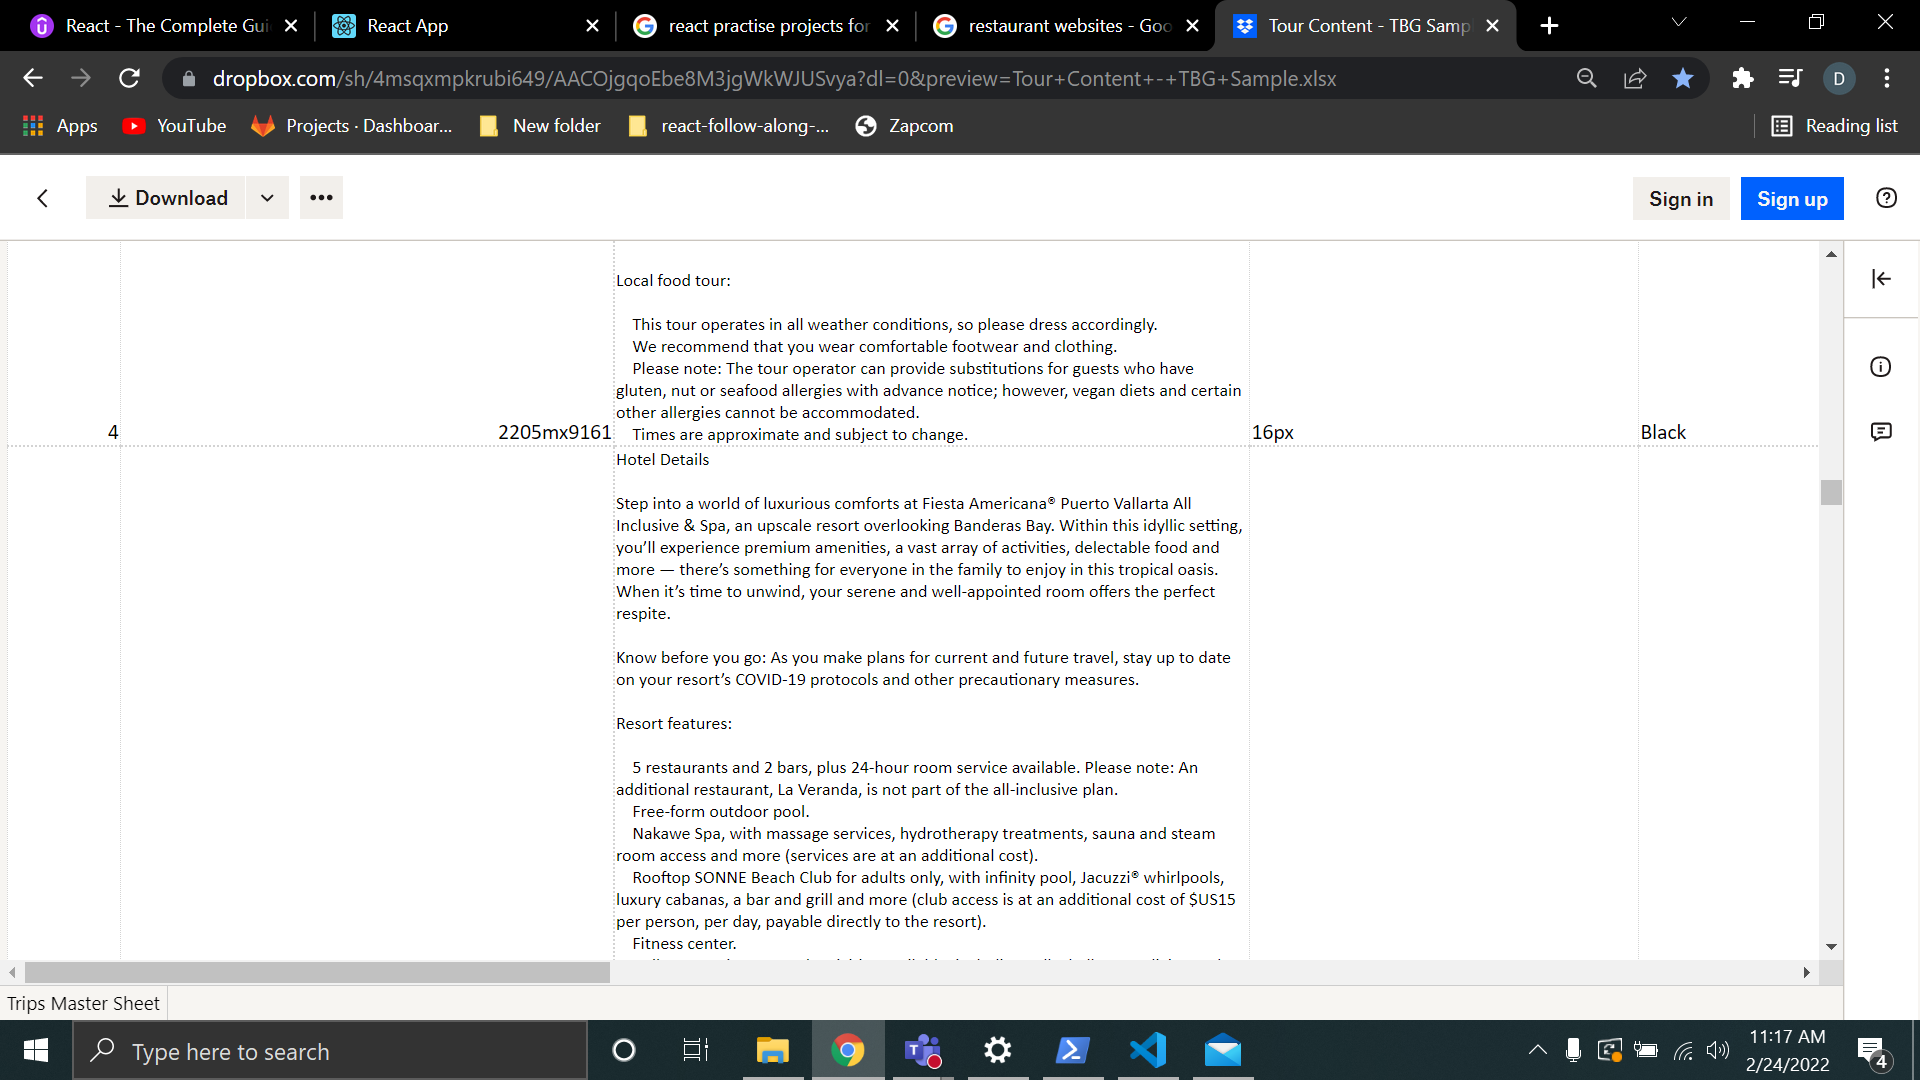 React - The Complete Gui
React App
react practise projects for
restaurant websites - Goo
Tour Content - TBG Samp
dropbox.com/sh/4msqxmpkrubi649/AACOjgqoEbe8M3jgWkWJUSvya?dl=0&preview=Tour+Content+-+TBG+Sample.xlsx
D
Apps
YouTube
Projects · Dashboar...
New folder
react-follow-along-...
Zapcom
Reading list
Download
Sign in
Sign up
Local food tour:
This tour operates in all weather conditions, so please dress accordingly.
We recommend that you wear comfortable footwear and clothing.
Please note: The tour operator can provide substitutions for guests who have
gluten, nut or seafood allergies with advance notice; however, vegan diets and certain
other allergies cannot be accommodated.
4
2205mx9161
Times are approximate and subject to change.
16px
Black
Hotel Details
Step into a world of luxurious comforts at Fiesta Americana® Puerto Vallarta All
Inclusive & Spa, an upscale resort overlooking Banderas Bay. Within this idyllic setting,
you’ll experience premium amenities, a vast array of activities, delectable food and
more — there’s something for everyone in the family to enjoy in this tropical oasis.
When it’s time to unwind, your serene and well-appointed room offers the perfect
respite.
Know before you go: As you make plans for current and future travel, stay up to date
on your resort’s COVID-19 protocols and other precautionary measures.
Resort features:
5 restaurants and 2 bars, plus 24-hour room service available. Please note: An
additional restaurant, La Veranda, is not part of the all-inclusive plan.
Free-form outdoor pool.
Nakawe Spa, with massage services, hydrotherapy treatments, sauna and steam
room access and more (services are at an additional cost).
Rooftop SONNE Beach Club for adults only, with infinity pool, Jacuzzi® whirlpools,
luxury cabanas, a bar and grill and more (club access is at an additional cost of $US15
per person, per day, payable directly to the resort).
Fitness center.
Trips Master Sheet
Type here to search
11:17 AM
2/24/2022
4